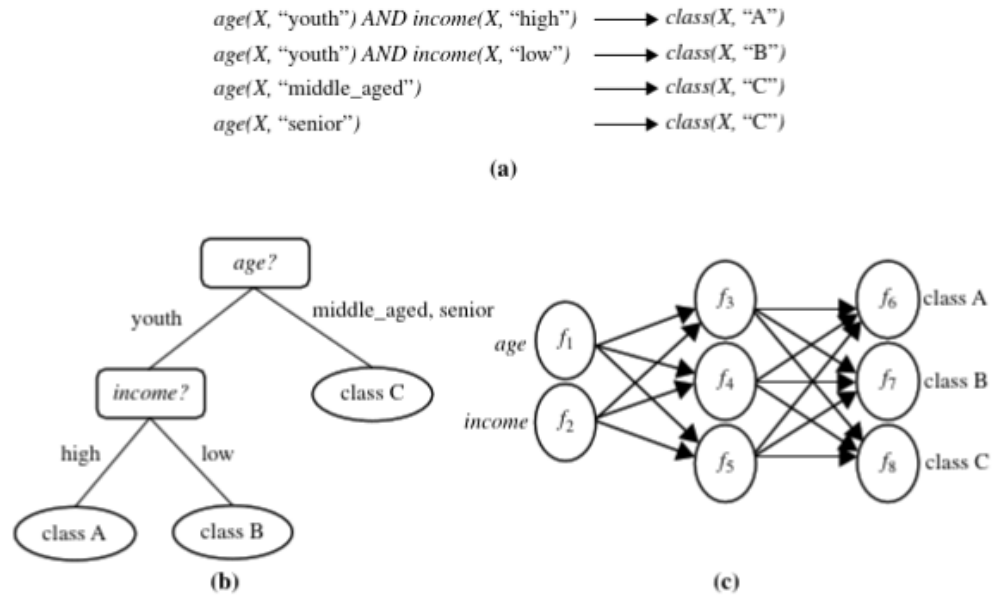 age(X, “youth”) AND income(X, “high”) class(X, “A”)
age(X, “youth”) AND income(X, “low”) class(X, “B”)
age(X, “middle_aged”) class(X, “C”)
age(X, “senior”) class(X, “C”)
(a)
age?
youth
middle_aged, senior
income?
class C
high
low
class A
class B
(b)
age
income
f1
f2
f3
f4
f5
f6
f7
f8
class A
class B
class C
(c)